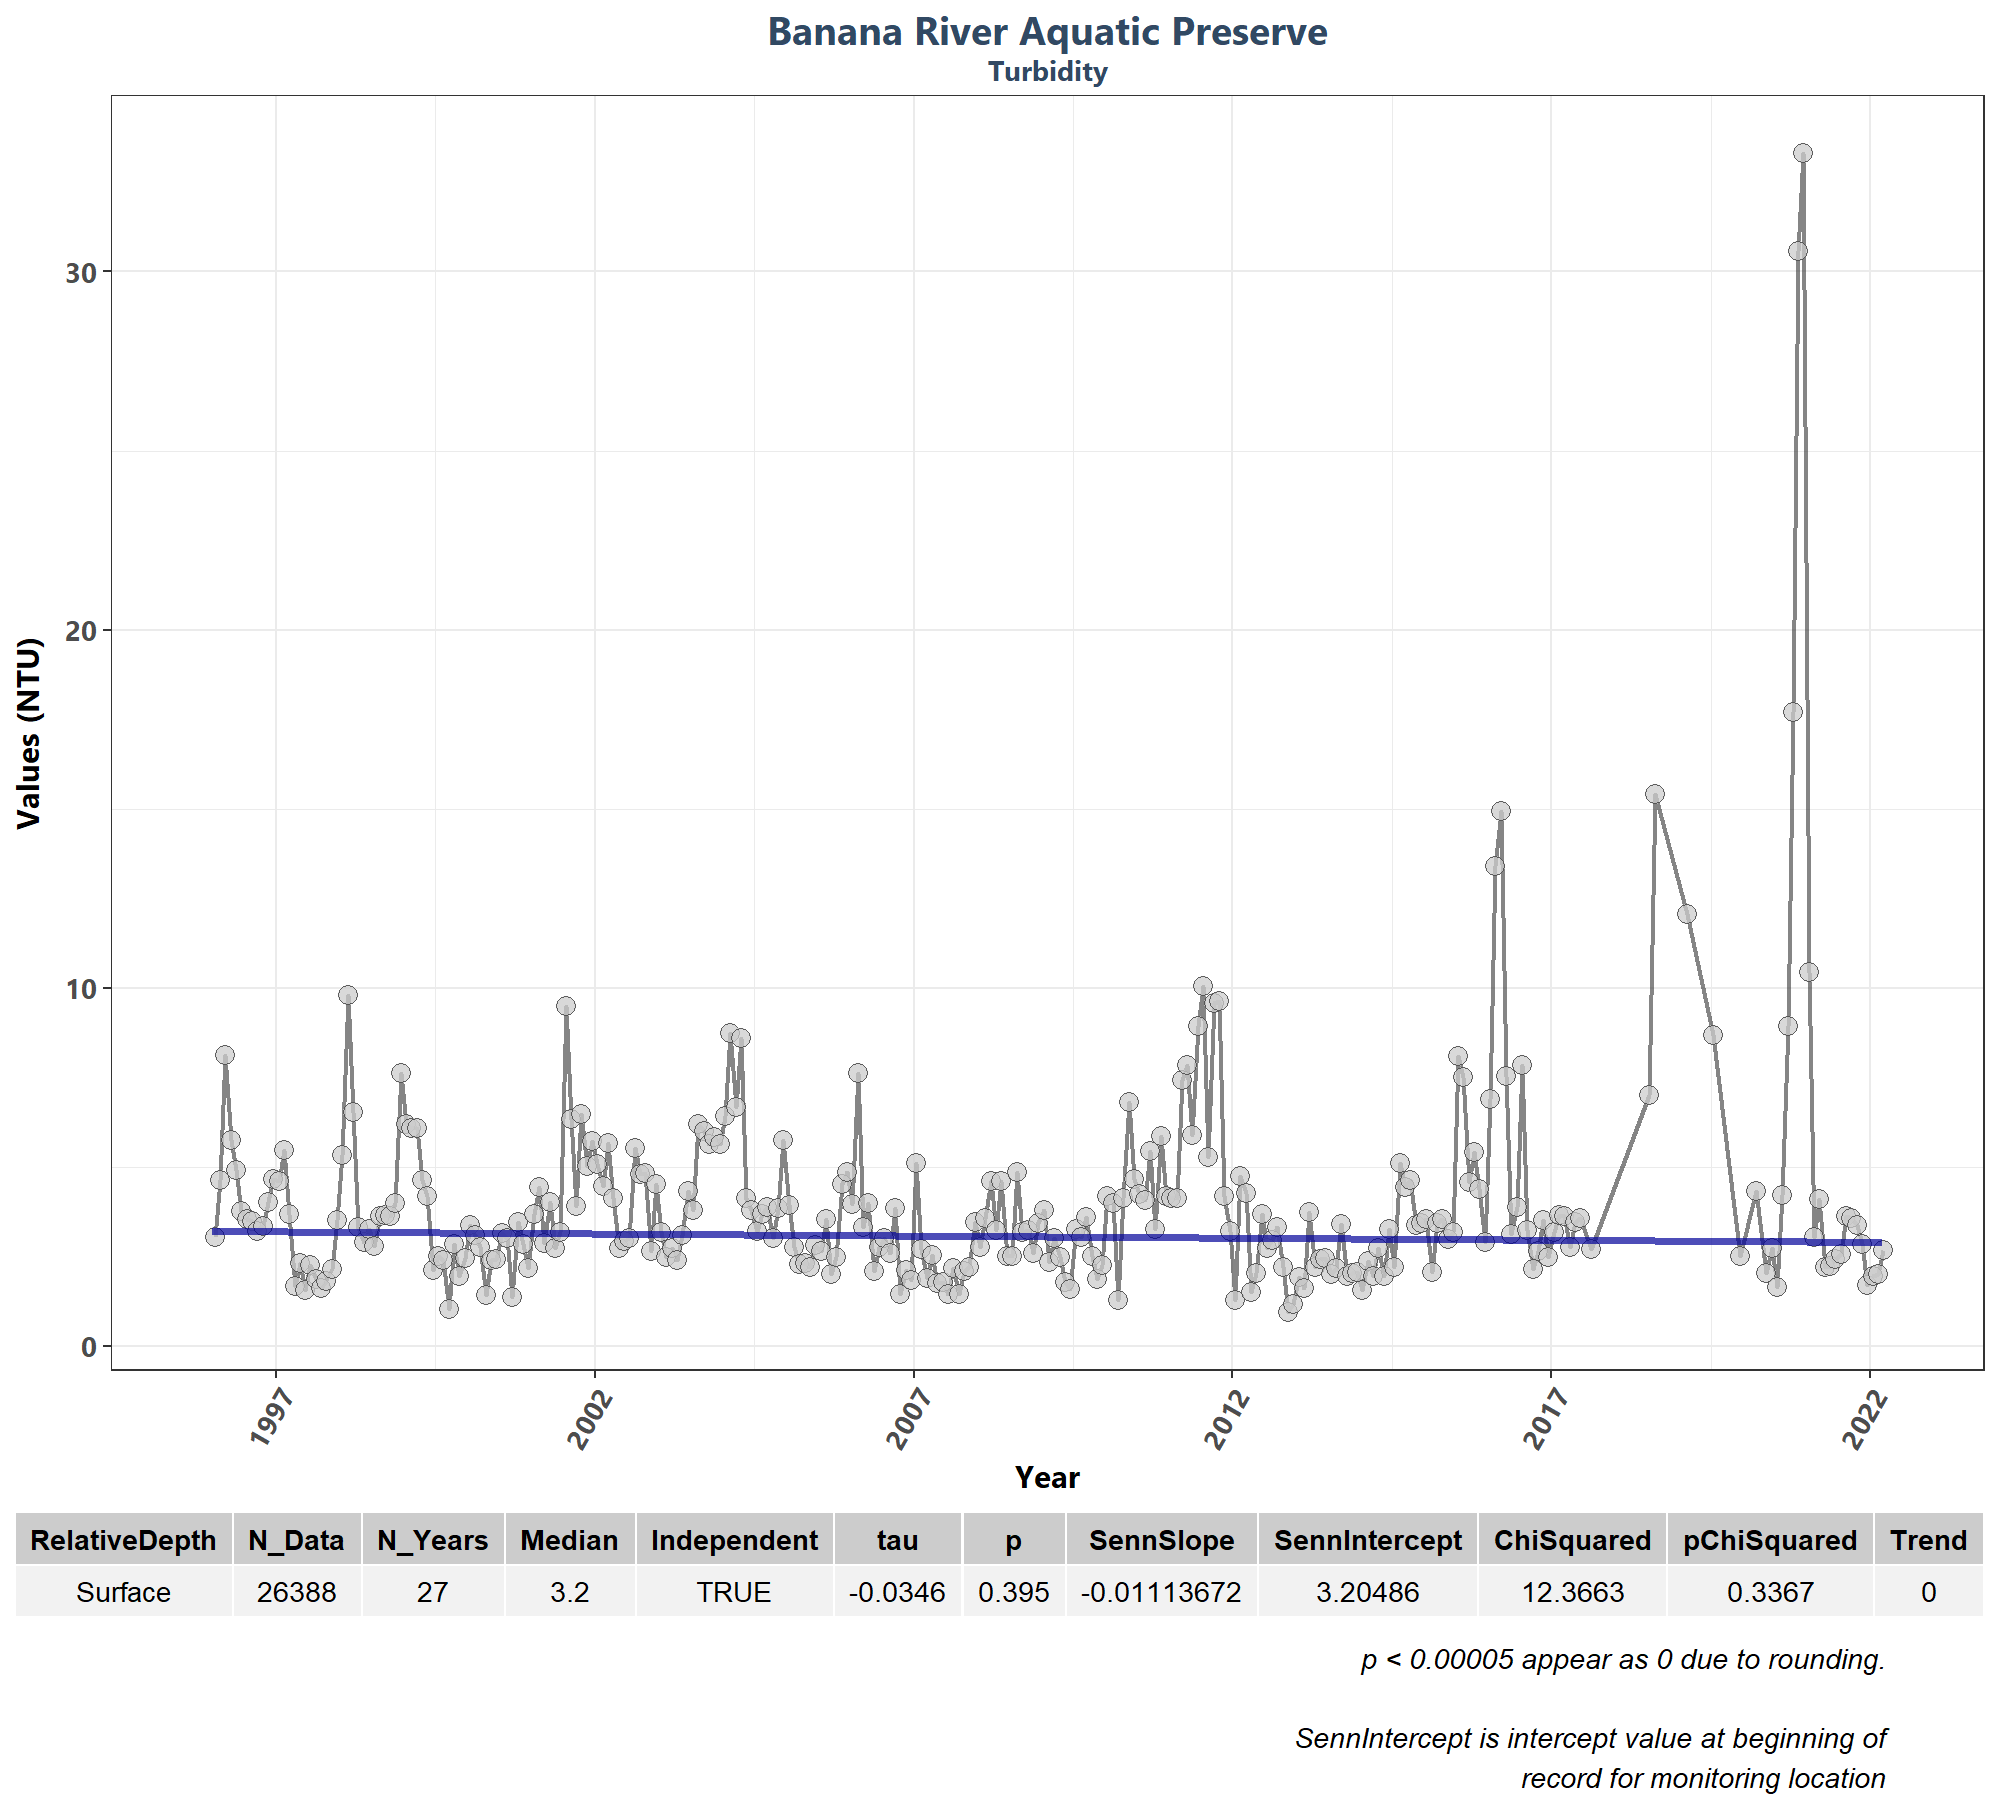 Banana River Aquatic Preserve
Turbidity
Values (NTU)
30
20
10
0
1997 2002 2007 2012 2017 2022
Year
RelativeDepth N_Data N_Years Median Independent tau p SennSlope SennIntercept ChiSquared pChiSquared Trend
Surface 26388 27 3.2 TRUE -0.0346 0.395 -0.01113672 3.20486 12.3663 0.3367 0
p < 0.00005 appear as 0 due to rounding.
SennIntercept is intercept value at beginning of
record for monitoring location